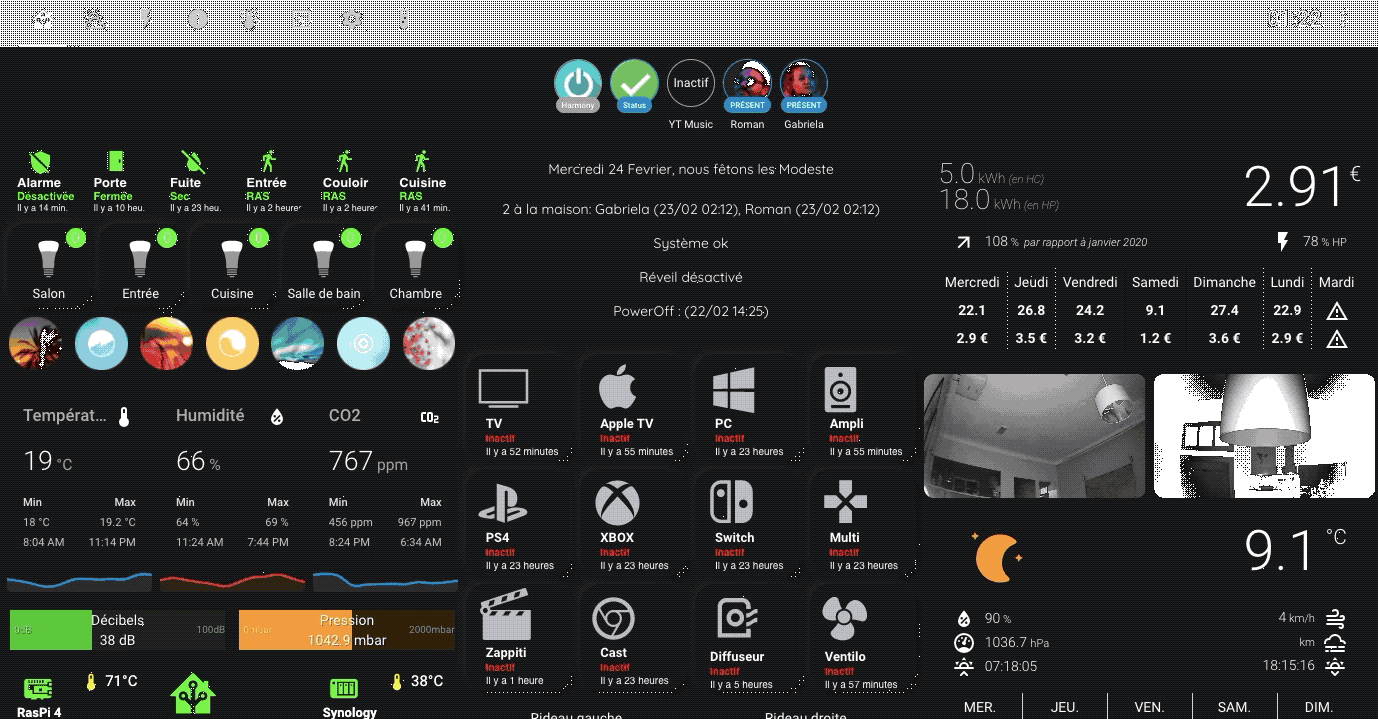 Inactif
Harmony
Status
PRÉSENT
PRÉSENT
YT Music
Roman
Gabriela
Alarme
Désactivée
Il y a 14 min.
Porte
Fermée
Il y a 10 heu.
Fuite
Sec
Il y a 23 heu.
Entrée
RAS
Il y a 2 heures
Couloir
RAS
Il y a 2 heures
Cuisine
RAS
Il y a 41 min.
Salon
Entrée
Cuisine
Salle de bain
Chambre
Températ...
Humidité
CO2
CO₂
19 °C
66 %
767 ppm
Min Max
18 °C 19.2 °C
8:04 AM 11:14 PM
Min Max
64 % 69 %
11:24 AM 7:44 PM
Min Max
456 ppm 967 ppm
8:24 PM 6:34 AM
0dB
Décibels
38 dB
100dB
0mbar
Pression
1042.9 mbar
2000mbar
71°C
RasPi 4
38°C
Synology
Mercredi 24 Fevrier, nous fêtons les Modeste
2 à la maison: Gabriela (23/02 02:12), Roman (23/02 02:12)
Système ok
Réveil désactivé
PowerOff : (22/02 14:25)
TV
Inactif
Il y a 52 minutes
Apple TV
Inactif
Il y a 55 minutes
PC
Inactif
Il y a 23 heures
Ampli
Inactif
Il y a 55 minutes
PS4
Inactif
Il y a 23 heures
XBOX
Inactif
Il y a 23 heures
Switch
Inactif
Il y a 23 heures
Multi
Inactif
Il y a 23 heures
Zappiti
Inactif
Il y a 1 heure
Cast
Inactif
Il y a 23 heures
Diffuseur
Inactif
Il y a 5 heures
Ventilo
Inactif
Il y a 57 minutes
Rideau gauche
Rideau droite
5.0 kWh (en HC)
18.0 kWh (en HP)
2.91 €
108 % par rapport à janvier 2020
78 % HP
Mercredi Jeudi Vendredi Samedi Dimanche Lundi Mardi
22.1 26.8 24.2 9.1 27.4 22.9
2.9 € 3.5 € 3.2 € 1.2 € 3.6 € 2.9 €
9.1 °C
90 %
4 km/h
1036.7 hPa
km
07:18:05
18:15:16
MER. JEU. VEN. SAM. DIM.